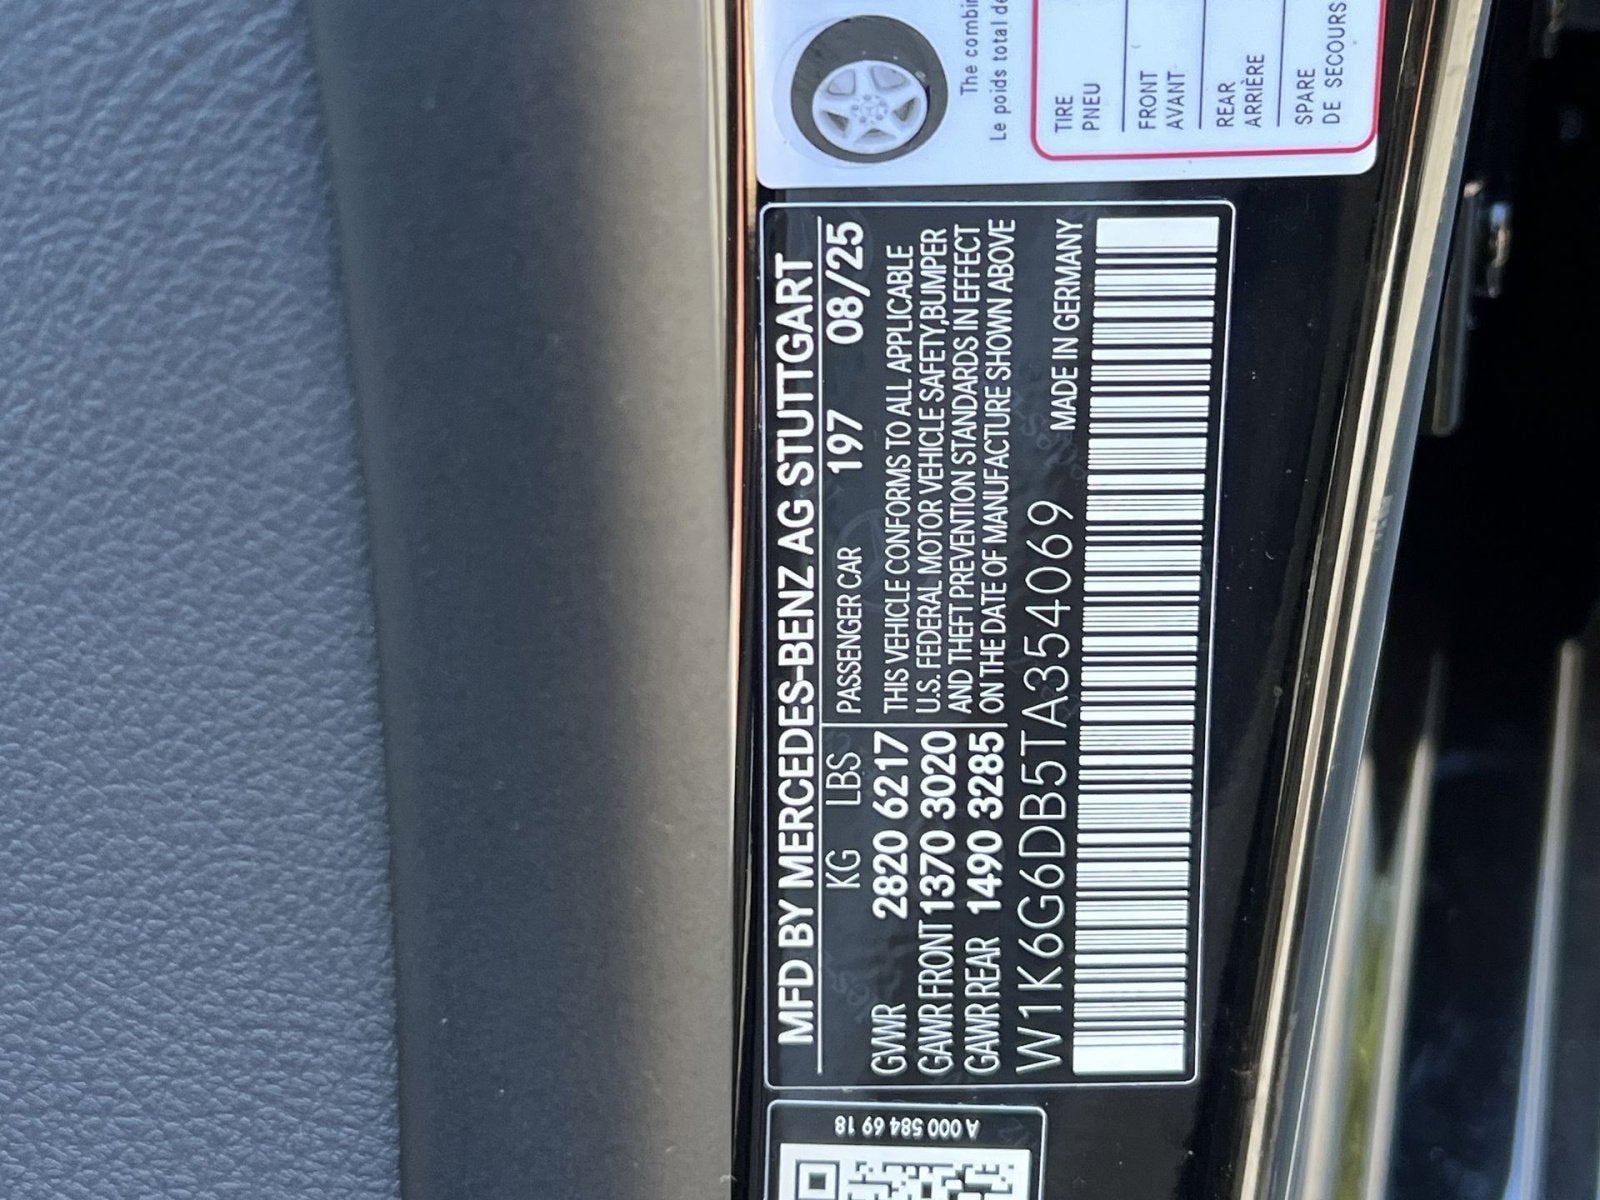 MFD BY MERCEDES-BENZ AG STUTTGART
KG LBS PASSENGER CAR 197 08/25
GVWR 2820 6217
GAWR FRONT 1370 3020
GAWR REAR 1490 3285
THIS VEHICLE CONFORMS TO ALL APPLICABLE
U.S. FEDERAL MOTOR VEHICLE SAFETY,BUMPER
AND THEFT PREVENTION STANDARDS IN EFFECT
ON THE DATE OF MANUFACTURE SHOWN ABOVE
W1K6G6DB5TA354069 MADE IN GERMANY
A 000 584 69 18
The combin
Le poids total de
TIRE
PNEU
FRONT
AVANT
REAR
ARRIÈRE
SPARE
DE SECOURS